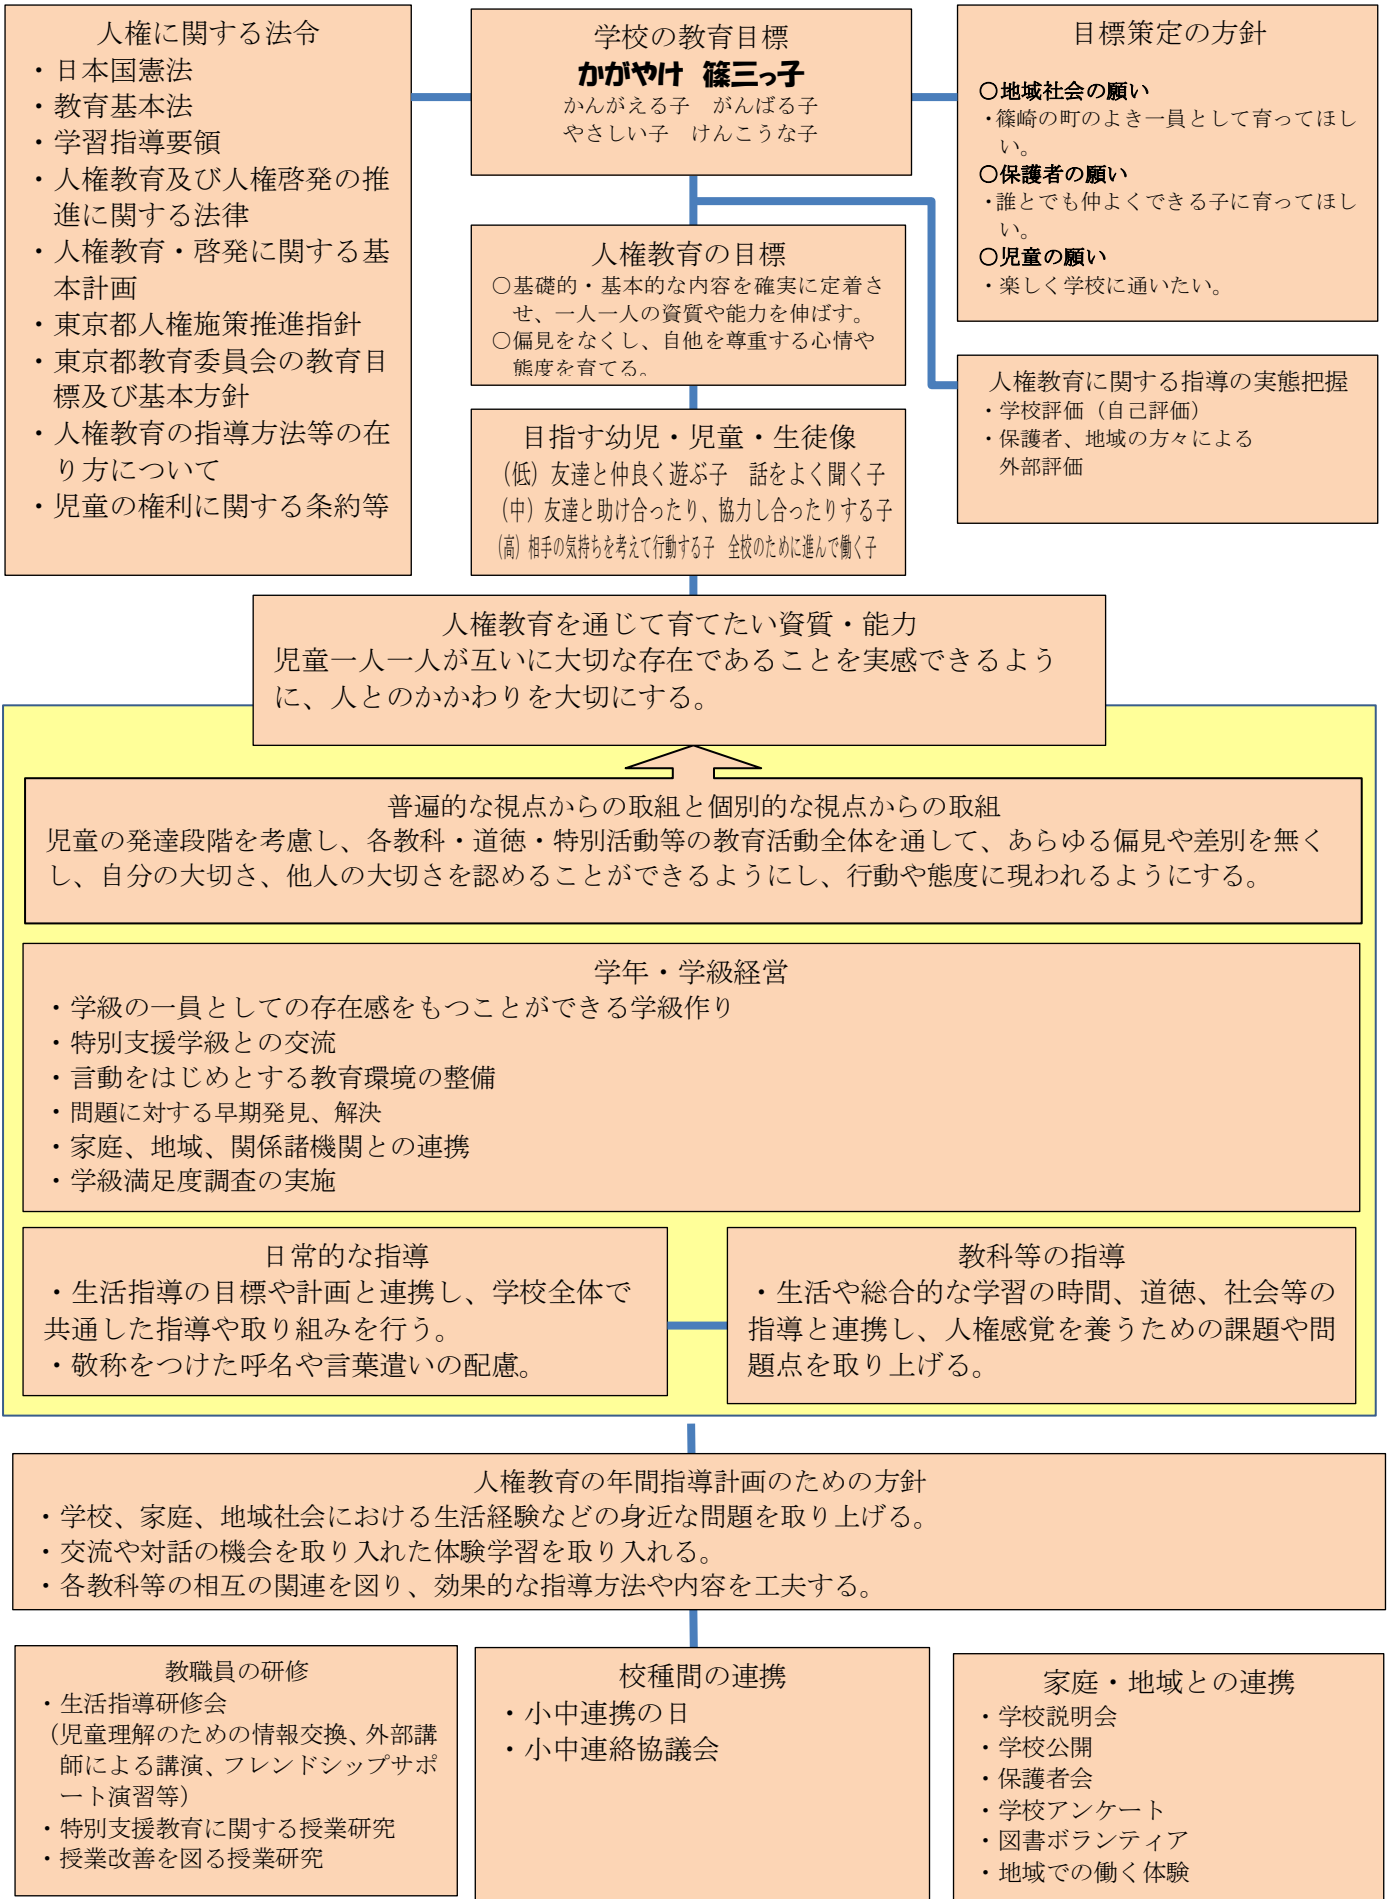 人権に関する法令
・日本国憲法
・教育基本法
・学習指導要領
・人権教育及び人権啓発の推
進に関する法律
・人権教育・啓発に関する基
本計画
・東京都人権施策推進指針
・東京都教育委員会の教育目
標及び基本方針
・人権教育の指導方法等の在
り方について
・児童の権利に関する条約等
学校の教育目標
かがやけ 篠三っ子
かんがえる子 がんばる子
やさしい子 けんこうな子
目標策定の方針
○地域社会の願い
・篠崎の町のよき一員として育ってほし
い。
○保護者の願い
・誰とでも仲よくできる子に育ってほし
い。
○児童の願い
・楽しく学校に通いたい。
人権教育の目標
○基礎的・基本的な内容を確実に定着さ
せ、一人一人の資質や能力を伸ばす。
○偏見をなくし、自他を尊重する心情や
態度を育てる。
人権教育に関する指導の実態把握
・学校評価（自己評価）
・保護者、地域の方々による
外部評価
目指す幼児・児童・生徒像
（低）友達と仲良く遊ぶ子 話をよく聞く子
（中）友達と助け合ったり、協力し合ったりする子
（高）相手の気持ちを考えて行動する子 全校のために進んで働く子
人権教育を通じて育てたい資質・能力
児童一人一人が互いに大切な存在であることを実感できるよう
に、人とのかかわりを大切にする。
普遍的な視点からの取組と個別的な視点からの取組
児童の発達段階を考慮し、各教科・道徳・特別活動等の教育活動全体を通して、あらゆる偏見や差別を無く
し、自分の大切さ、他人の大切さを認めることができるようにし、行動や態度に現われるようにする。
学年・学級経営
・学級の一員としての存在感をもつことができる学級作り
・特別支援学級との交流
・言動をはじめとする教育環境の整備
・問題に対する早期発見、解決
・家庭、地域、関係諸機関との連携
・学級満足度調査の実施
日常的な指導
・生活指導の目標や計画と連携し、学校全体で
共通した指導や取り組みを行う。
・敬称をつけた呼名や言葉遣いの配慮。
教科等の指導
・生活や総合的な学習の時間、道徳、社会等の
指導と連携し、人権感覚を養うための課題や問
題点を取り上げる。
人権教育の年間指導計画のための方針
・学校、家庭、地域社会における生活経験などの身近な問題を取り上げる。
・交流や対話の機会を取り入れた体験学習を取り入れる。
・各教科等の相互の関連を図り、効果的な指導方法や内容を工夫する。
教職員の研修
・生活指導研修会
（児童理解のための情報交換、外部講
師による講演、フレンドシップサポ
ート演習等）
・特別支援教育に関する授業研究
・授業改善を図る授業研究
校種間の連携
・小中連携の日
・小中連絡協議会
家庭・地域との連携
・学校説明会
・学校公開
・保護者会
・学校アンケート
・図書ボランティア
・地域での働く体験